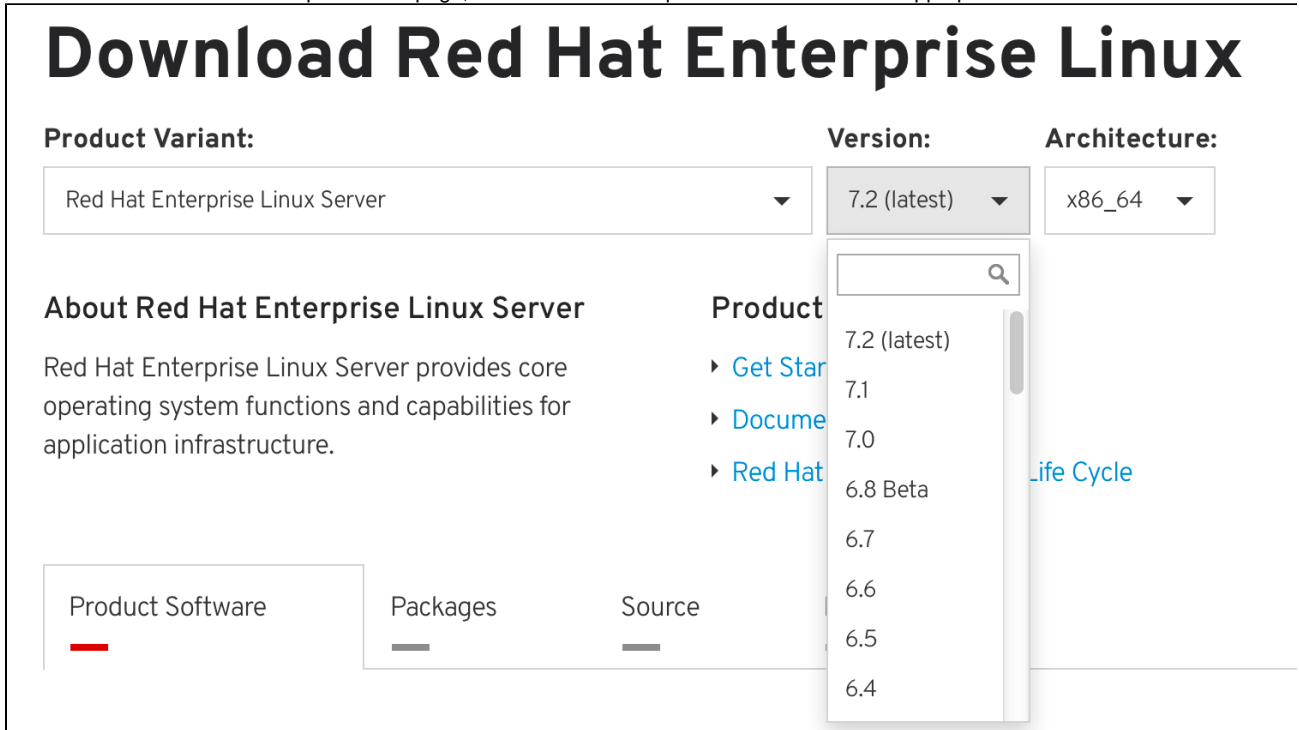 Download Red Hat Enterprise Linux
Product Variant:
Version:
Architecture:
Red Hat Enterprise Linux Server
7.2 (latest)
x86_64
About Red Hat Enterprise Linux Server
Red Hat Enterprise Linux Server provides core
operating system functions and capabilities for
application infrastructure.
Product
Get Star
Docume
Red Hat
Life Cycle
7.2 (latest)
7.1
7.0
6.8 Beta
6.7
6.6
6.5
6.4
Product Software
Packages
Source